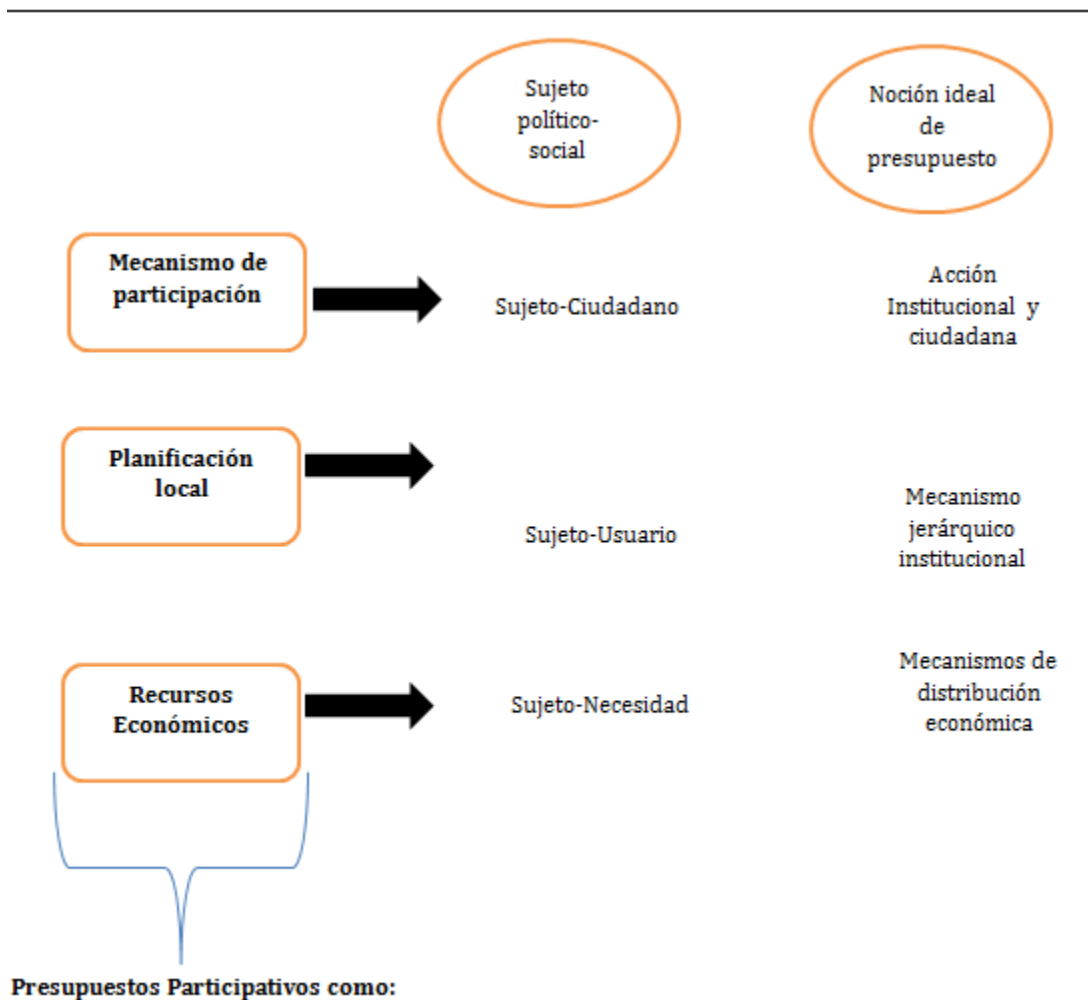 Sujeto
político-
social
Noción ideal
de
presupuesto
Mecanismo de
participación
Sujeto-Ciudadano
Acción
Institucional y
ciudadana
Planificación
local
Sujeto-Usuario
Mecanismo
jerárquico
institucional
Recursos
Económicos
Sujeto-Necesidad
Mecanismos de
distribución
económica
Presupuestos Participativos como: